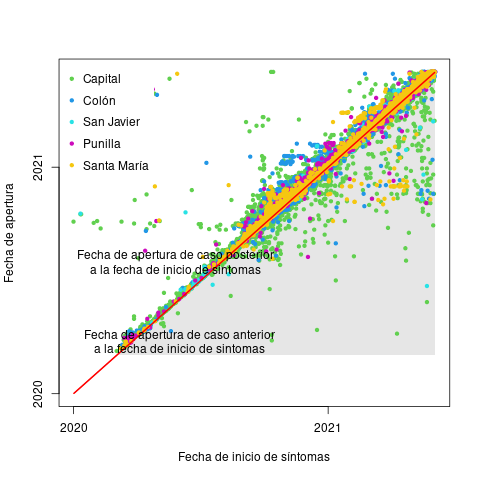 Capital
Colón
San Javier
Punilla
Santa María
Fecha de apertura de caso posterior
a la fecha de inicio de síntomas
Fecha de apertura de caso anterior
a la fecha de inicio de sintomas
2020
2021
Fecha de apertura
2020
2021
Fecha de inicio de síntomas